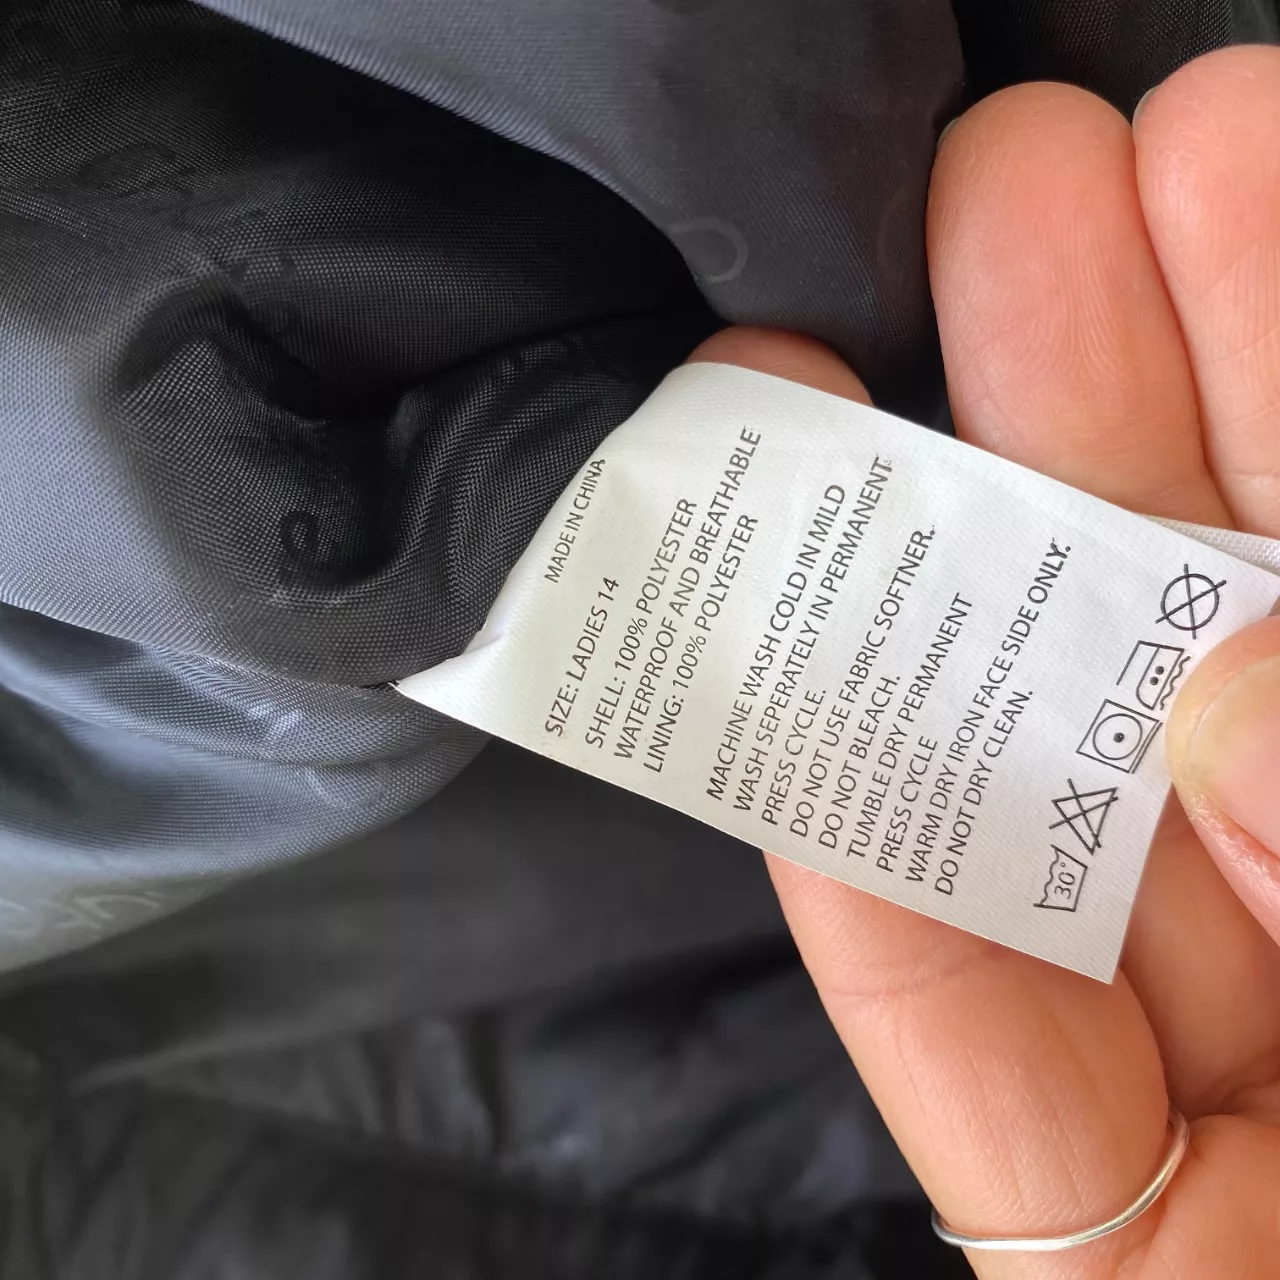 MADE IN CHINA
SIZE: LADIES 14
SHELL: 100% POLYESTER
WATERPROOF AND BREATHABLE
LINING: 100% POLYESTER
MACHINE WASH COLD IN MILD
WASH SEPERATELY IN PERMANENT
PRESS CYCLE.
DO NOT USE FABRIC SOFTNER.
DO NOT BLEACH.
TUMBLE DRY PERMANENT
PRESS CYCLE
WARM DRY IRON FACE SIDE ONLY.
DO NOT DRY CLEAN.
30°